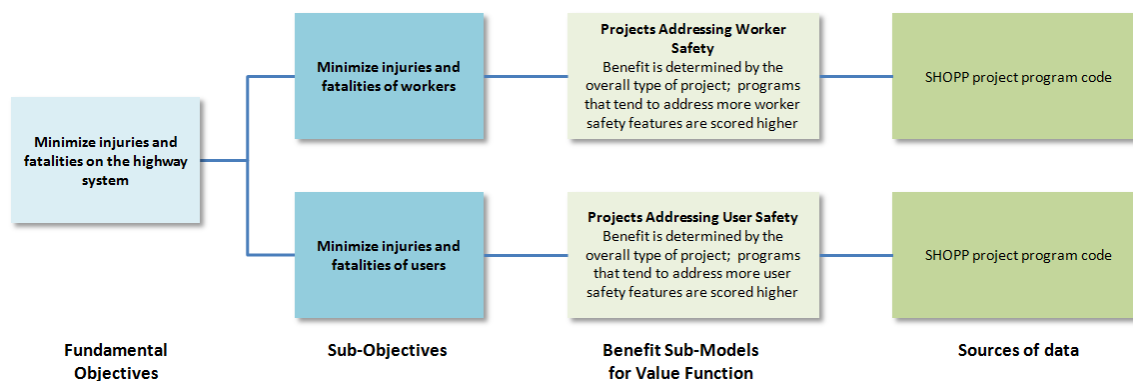 Minimize injuries and
fatalities on the highway
system
Minimize injuries and
fatalities of workers
Projects Addressing Worker
Safety
Benefit is determined by the
overall type of project;  programs
that tend to address more worker
safety features are scored higher
SHOPP project program code
Minimize injuries and
fatalities of users
Projects Addressing User Safety
Benefit is determined by the
overall type of project;  programs
that tend to address more user
safety features are scored higher
SHOPP project program code
Fundamental
Objectives
Sub-Objectives
Benefit Sub-Models
for Value Function
Sources of data